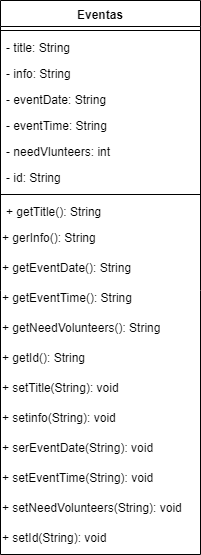 Eventas
- title: String
- info: String
- eventDate: String
- eventTime: String
- needVlunteers: int
- id: String
+ getTitle(): String
+ gerInfo(): String
+ getEventDate(): String
+ getEventTime(): String
+ getNeedVolunteers(): String
+ getId(): String
+ setTitle(String): void
+ setinfo(String): void
+ serEventDate(String): void
+ setEventTime(String): void
+ setNeedVolunteers(String): void
+ setId(String): void